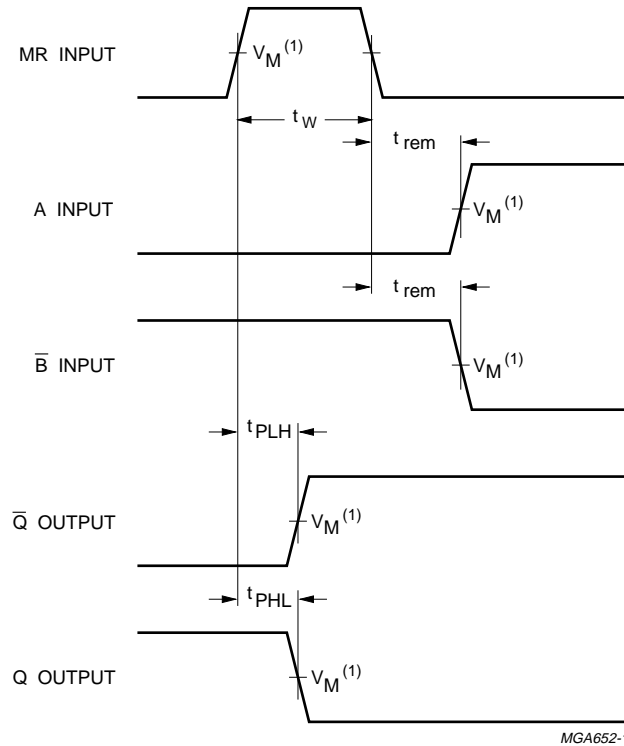 MR INPUT
V_M^(1)
t_W
t_rem
A INPUT
V_M^(1)
t_rem
B̅ INPUT
V_M^(1)
t_PLH
Q̅ OUTPUT
V_M^(1)
t_PHL
Q OUTPUT
V_M^(1)